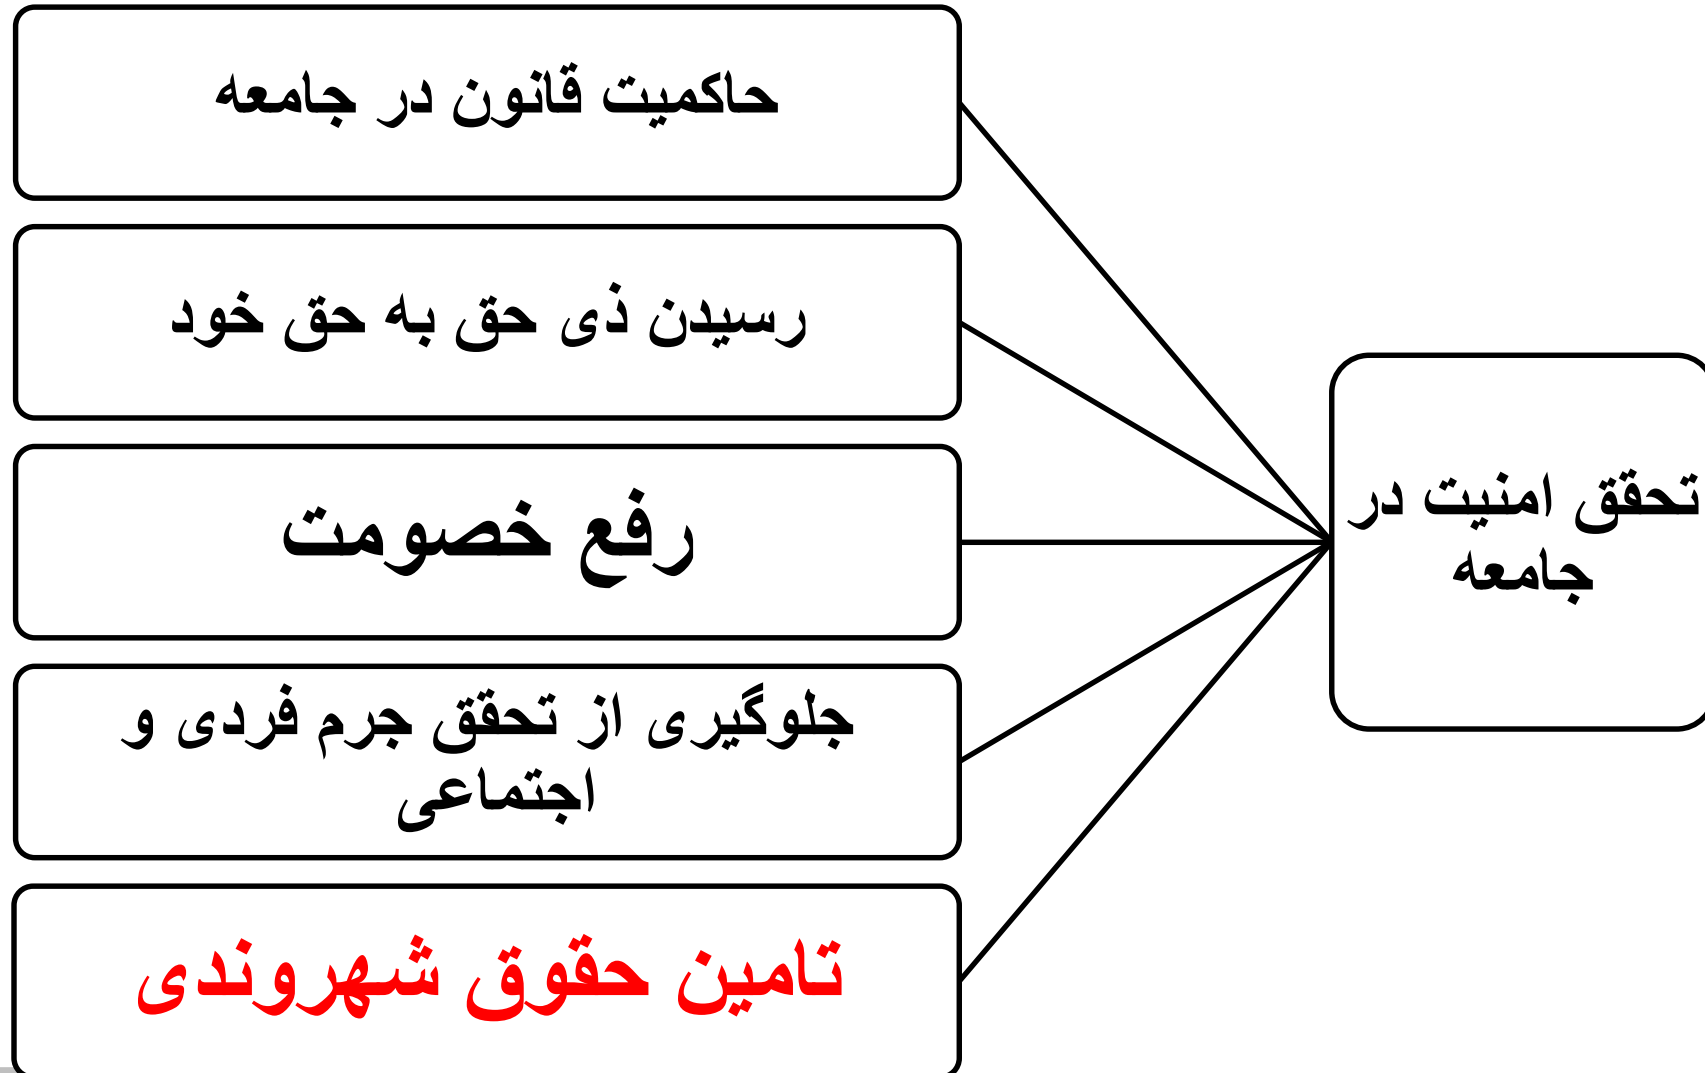 تحقق امنیت در
جامعه
حاکمیت قانون در جامعه
رسیدن ذی حق به حق خود
رفع خصومت
جلوگیری از تحقق جرم فردی و
اجتماعی
تامین حقوق شهروندی